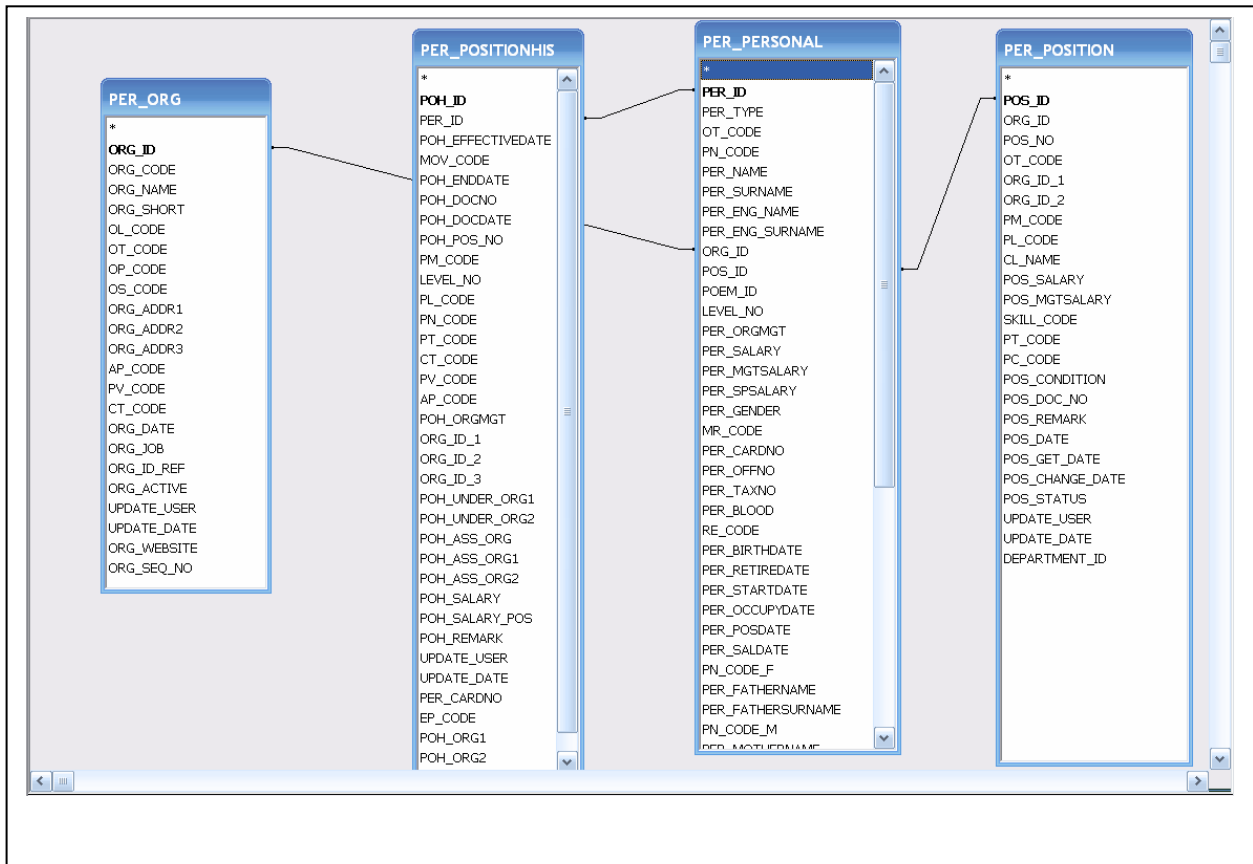 PER_ORG
*
ORG_ID
ORG_CODE
ORG_NAME
ORG_SHORT
OL_CODE
OT_CODE
OP_CODE
OS_CODE
ORG_ADDR1
ORG_ADDR2
ORG_ADDR3
AP_CODE
PV_CODE
CT_CODE
ORG_DATE
ORG_JOB
ORG_ID_REF
ORG_ACTIVE
UPDATE_USER
UPDATE_DATE
ORG_WEBSITE
ORG_SEQ_NO
PER_POSITIONHIS
*
POH_ID
PER_ID
POH_EFFECTIVEDATE
MOV_CODE
POH_ENDDATE
POH_DOCNO
POH_DOCDATE
POH_POS_NO
PM_CODE
LEVEL_NO
PL_CODE
PN_CODE
PT_CODE
CT_CODE
PV_CODE
AP_CODE
POH_ORGMGT
ORG_ID_1
ORG_ID_2
ORG_ID_3
POH_UNDER_ORG1
POH_UNDER_ORG2
POH_ASS_ORG
POH_ASS_ORG1
POH_ASS_ORG2
POH_SALARY
POH_SALARY_POS
POH_REMARK
UPDATE_USER
UPDATE_DATE
PER_CARDNO
EP_CODE
POH_ORG1
POH_ORG2
PER_PERSONAL
*
PER_ID
PER_TYPE
OT_CODE
PN_CODE
PER_NAME
PER_SURNAME
PER_ENG_NAME
PER_ENG_SURNAME
ORG_ID
POS_ID
POEM_ID
LEVEL_NO
PER_ORGMGT
PER_SALARY
PER_MGTSALARY
PER_SPSALARY
PER_GENDER
MR_CODE
PER_CARDNO
PER_OFFNO
PER_TAXNO
PER_BLOOD
RE_CODE
PER_BIRTHDATE
PER_RETIREDATE
PER_STARTDATE
PER_OCCUPYDATE
PER_POSDATE
PER_SALDATE
PN_CODE_F
PER_FATHERNAME
PER_FATHERSURNAME
PN_CODE_M
PER_MOTHERNAME
PER_POSITION
*
POS_ID
ORG_ID
POS_NO
OT_CODE
ORG_ID_1
ORG_ID_2
PM_CODE
PL_CODE
CL_NAME
POS_SALARY
POS_MGTSALARY
SKILL_CODE
PT_CODE
PC_CODE
POS_CONDITION
POS_DOC_NO
POS_REMARK
POS_DATE
POS_GET_DATE
POS_CHANGE_DATE
POS_STATUS
UPDATE_USER
UPDATE_DATE
DEPARTMENT_ID